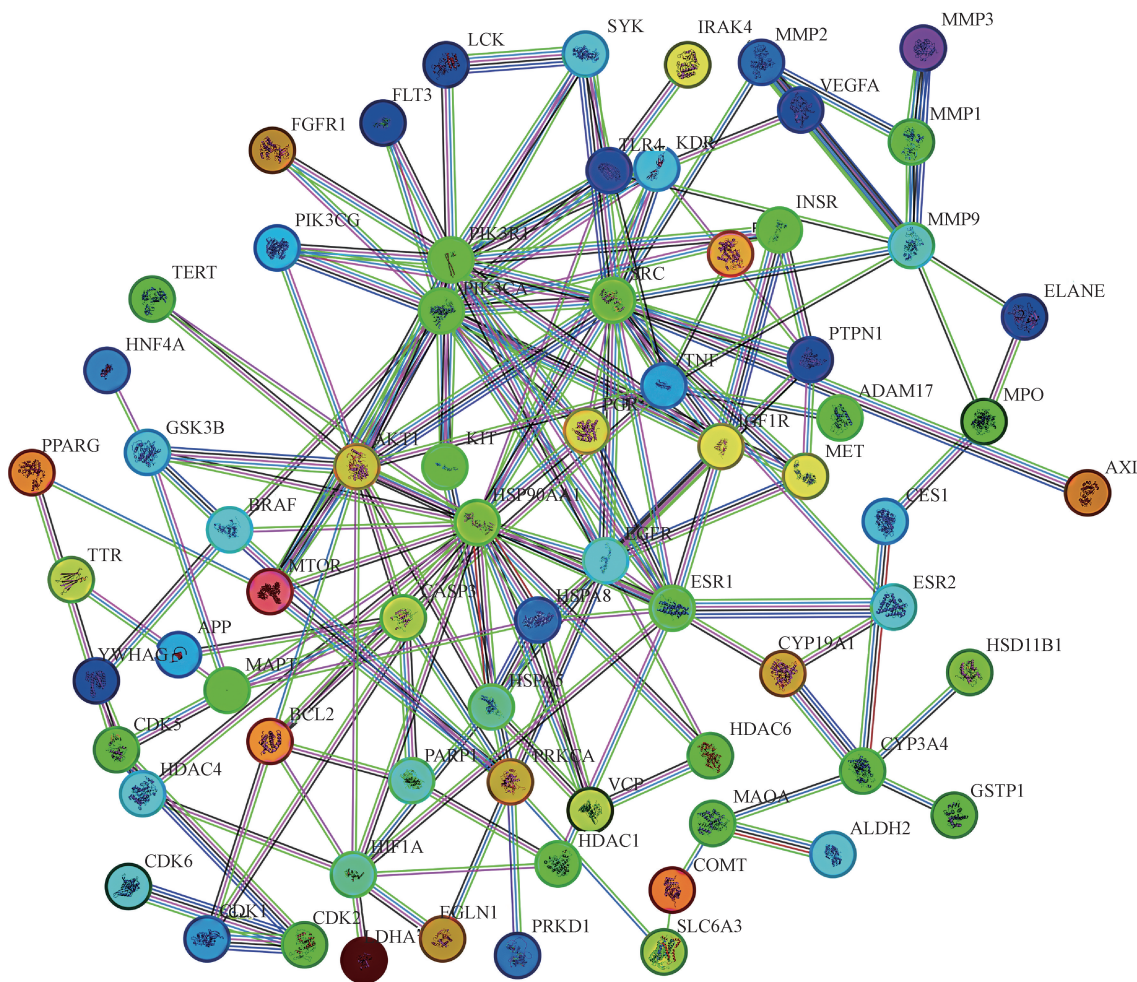 MMP3
SYK
IRAK4
MMP2
LCK
VEGFA
FLT3
MMP1
FGFR1
TLR4
KDR
INSR
MMP9
PIK3CG
PIK3R1
TERT
SRC
PIK3CA
ELANE
HNF4A
PTPN1
TNF
ADAM17
MPO
PGR
GSK3B
AKT1
KIT
IGF1R
MET
PPARG
AXL
HSP90AA1
CES1
BRAF
EGFR
TTR
MTOR
ESR1
ESR2
CASP3
HSPA8
APP
CYP19A1
HSD11B1
YWHAG
MAPT
HSPA5
BCL2
CDK5
HDAC6
PARP1
PRKCA
CYP3A4
HDAC4
VCP
MAOA
GSTP1
ALDH2
HIF1A
HDAC1
COMT
CDK6
CDK1
CDK2
EGLN1
PRKD1
SLC6A3
LDHA